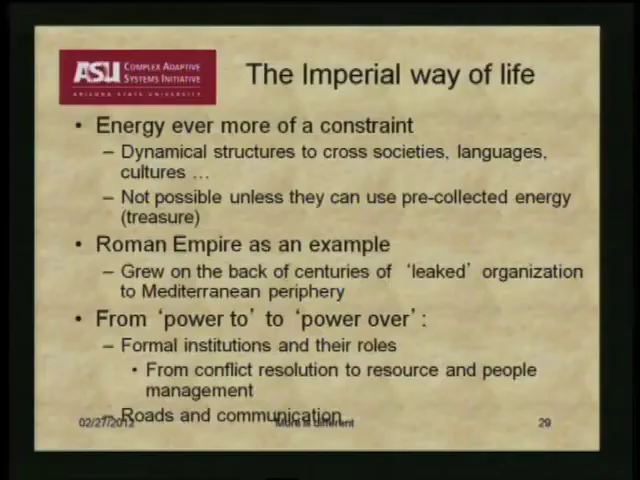 ASU COMPLEX ADAPTIVE
SYSTEMS INITIATIVE
ARIZONA STATE UNIVERSITY
The Imperial way of life
• Energy ever more of a constraint
– Dynamical structures to cross societies, languages,
cultures ...
– Not possible unless they can use pre-collected energy
(treasure)
• Roman Empire as an example
– Grew on the back of centuries of ‘leaked’ organization
to Mediterranean periphery
• From ‘power to’ to ‘power over’:
– Formal institutions and their roles
• From conflict resolution to resource and people
management
– Roads and communication
02/27/2012 More is different 29